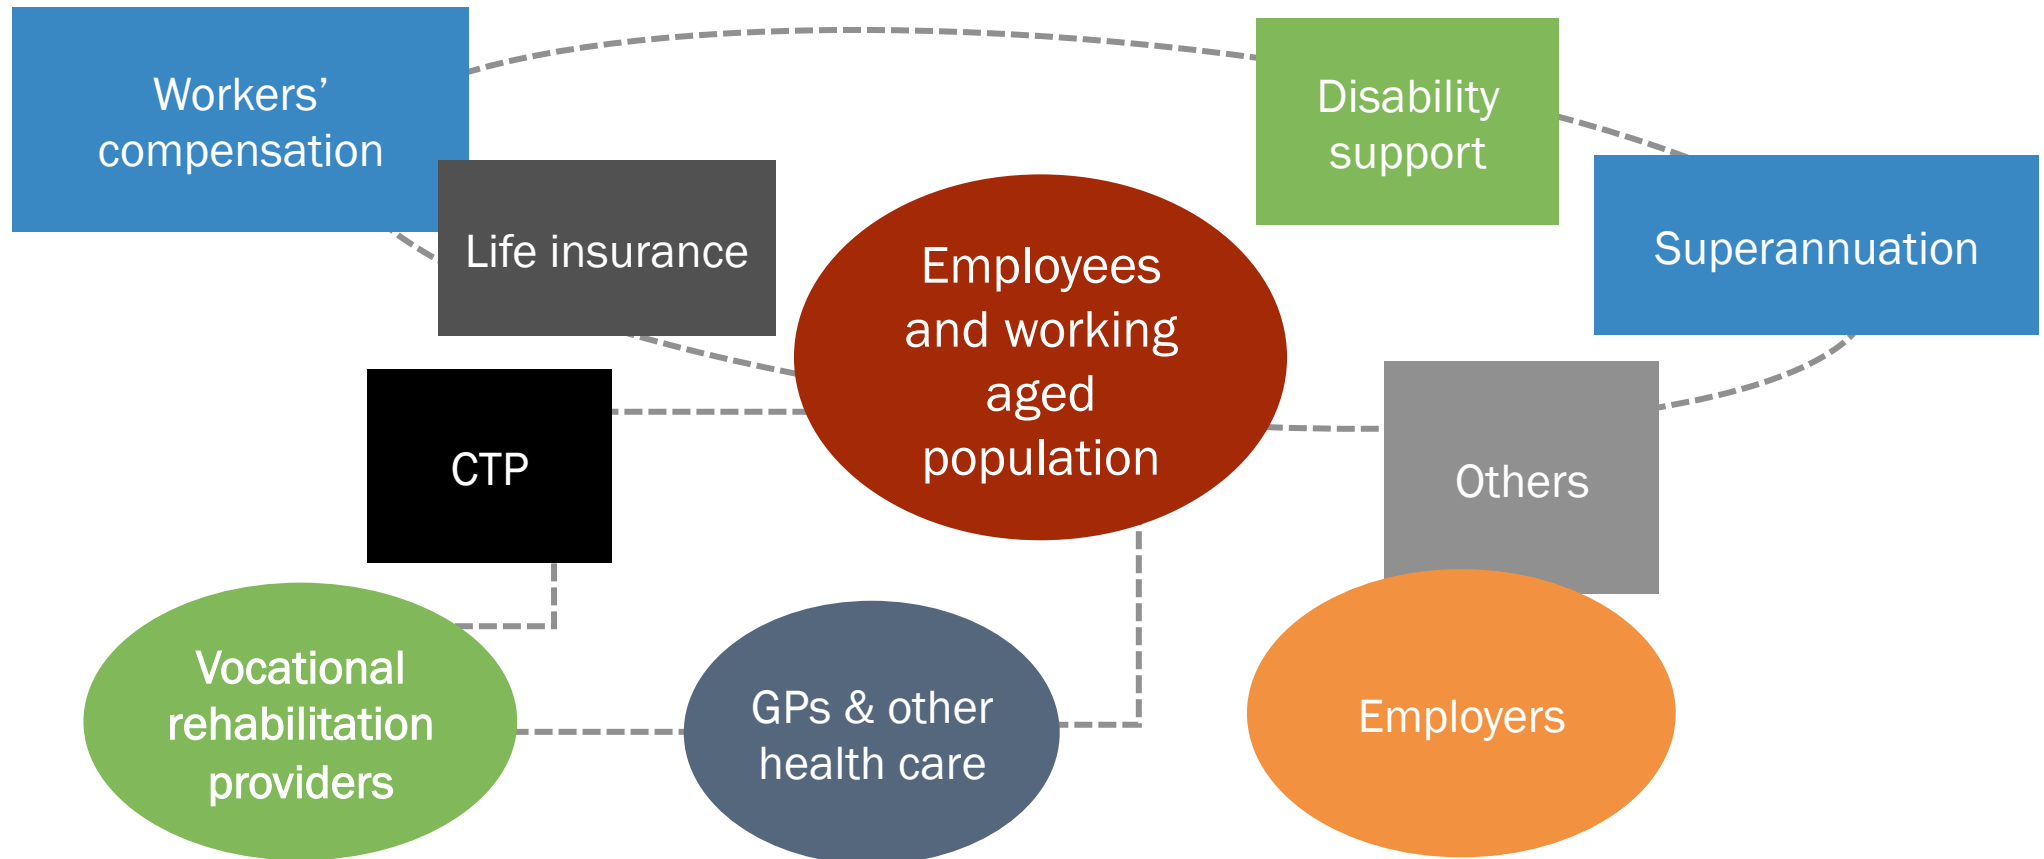 Workers’
compensation
Disability
support
Life insurance
Superannuation
Employees
and working
aged
population
CTP
Others
Vocational
rehabilitation
providers
GPs & other
health care
Employers